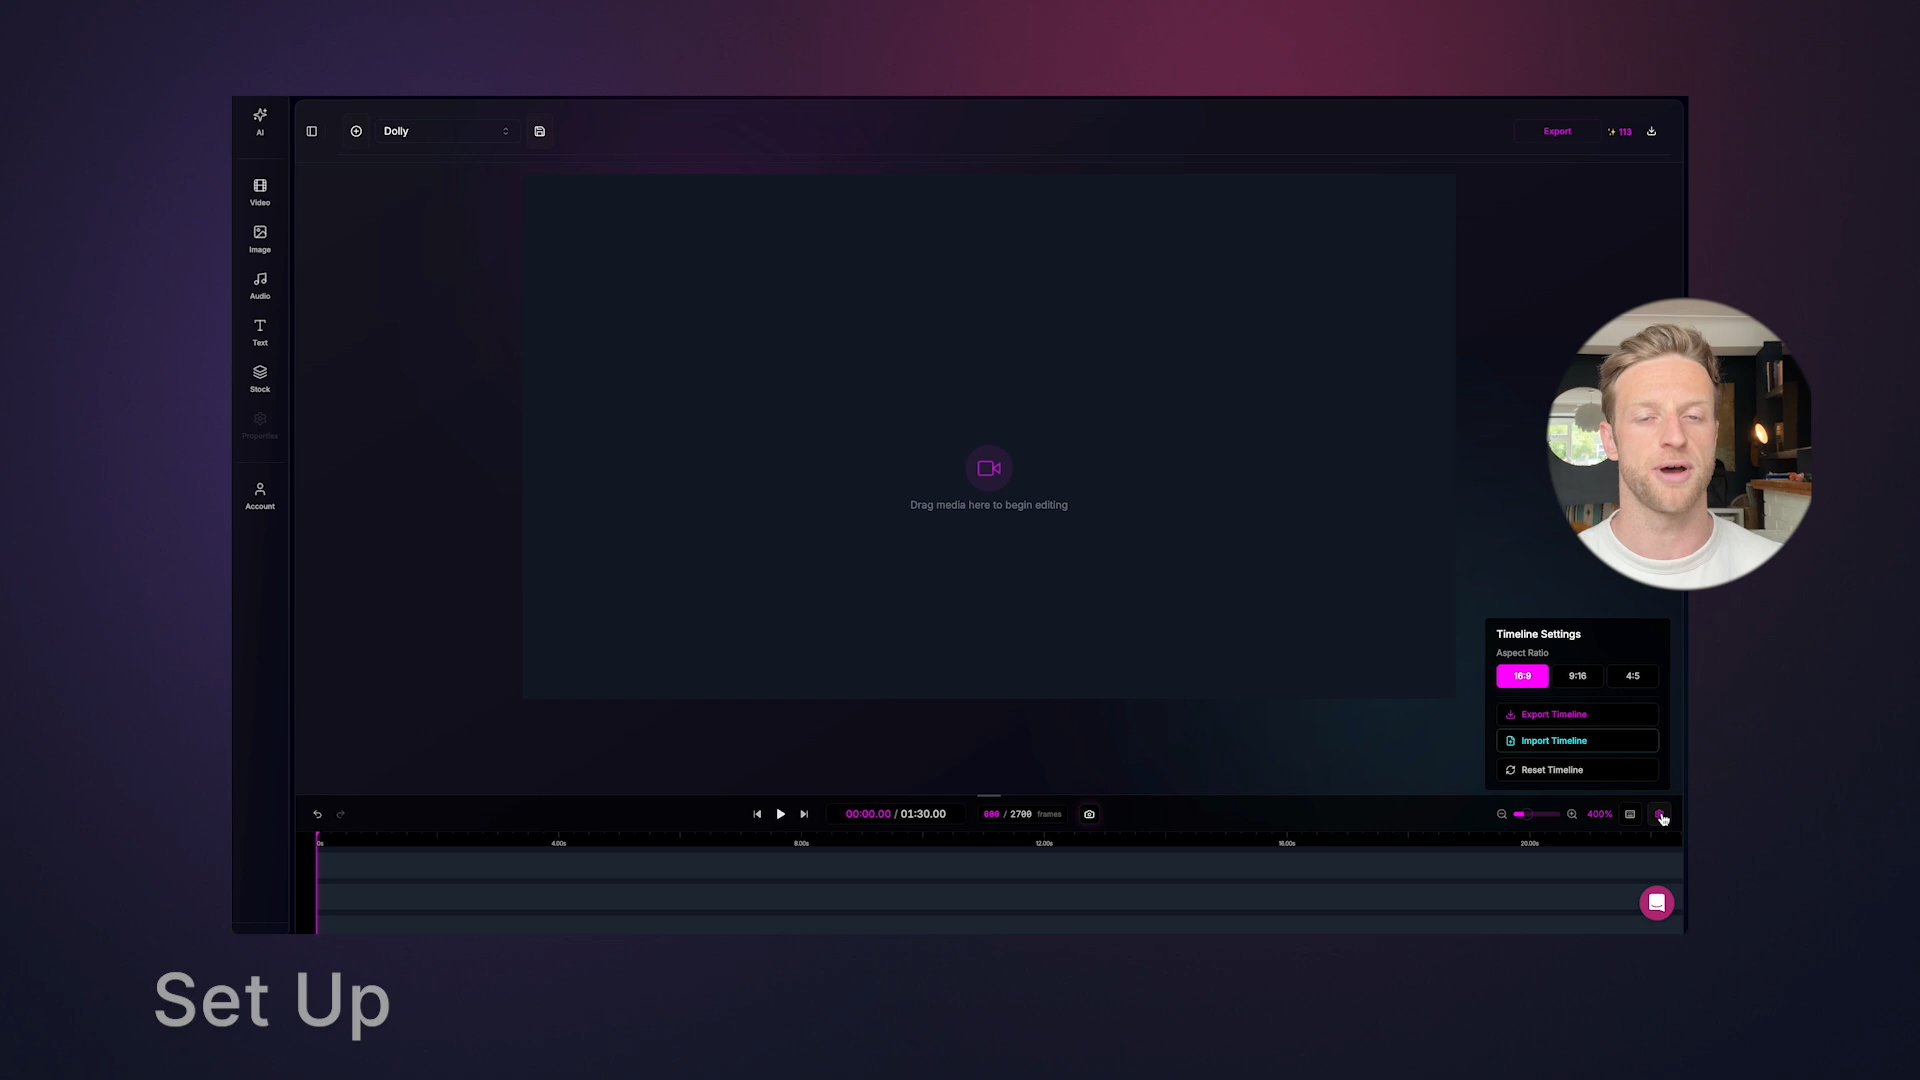 AI
Dolly
Export
113
Video
Image
Audio
Text
Stock
Properties
Account
Drag media here to begin editing
Timeline Settings
Aspect Ratio
16:9
9:16
4:5
Export Timeline
Import Timeline
Reset Timeline
00:00.00 / 01:30.00
000 / 2700 frames
400%
0s
4.00s
8.00s
12.00s
16.00s
20.00s
Set Up